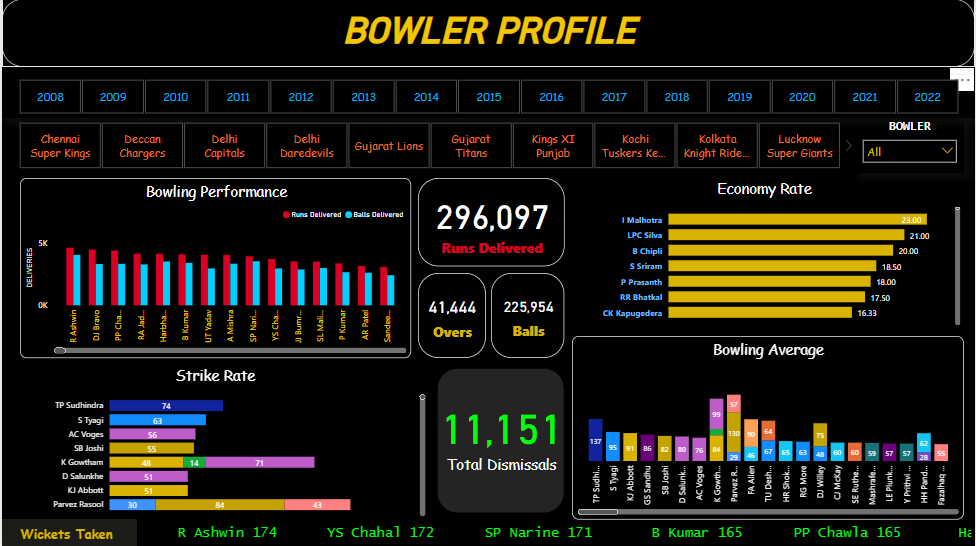 BOWLER PROFILE
2008 2009 2010 2011 2012 2013 2014 2015 2016 2017 2018 2019 2020 2021 2022
Chennai Super Kings
Deccan Chargers
Delhi Capitals
Delhi Daredevils
Gujarat Lions
Gujarat Titans
Kings XI Punjab
Kochi Tuskers Ke...
Kolkata Knight Ride...
Lucknow Super Giants
BOWLER
All
Bowling Performance
Runs Delivered Balls Delivered
DELIVERIES
5K
0K
R Ashwin
DJ Bravo
PP Cha...
RA Jad...
Harbha...
B Kumar
UT Yadav
A Mishra
SP Nari...
YS Cha...
JJ Bumr...
SL Mali...
P Kumar
AR Patel
Sandee...
296,097
Runs Delivered
41,444
Overs
225,954
Balls
Economy Rate
I Malhotra 23.00
LPC Silva 21.00
B Chipli 20.00
S Sriram 18.50
P Prasanth 18.00
RR Bhatkal 17.50
CK Kapugedera 16.33
Strike Rate
TP Sudhindra 74
S Tyagi 63
AC Voges 56
SB Joshi 55
K Gowtham 48 14 71
D Salunkhe 51
KJ Abbott 51
Parvez Rasool 30 84 43
11,151
Total Dismissals
Bowling Average
137
95
91
86
82
80
76
99
84
57
130
29
90
46
64
67
65
63
75
48
60
60
59
57
57
62
28
55
TP Sudhi...
S Tyagi
KJ Abbott
GS Sandhu
SB Joshi
D Salunk...
AC Voges
K Gowth...
Parvez R...
FA Allen
TU Desh...
HR Shok...
RG More
DJ Willey
CJ McKay
SE Ruthe...
Mashrafe...
LE Plunk...
Y Prithvi ...
HH Pand...
Fazalhaq ...
Wickets Taken
R Ashwin 174 YS Chahal 172 SP Narine 171 B Kumar 165 PP Chawla 165 Ha